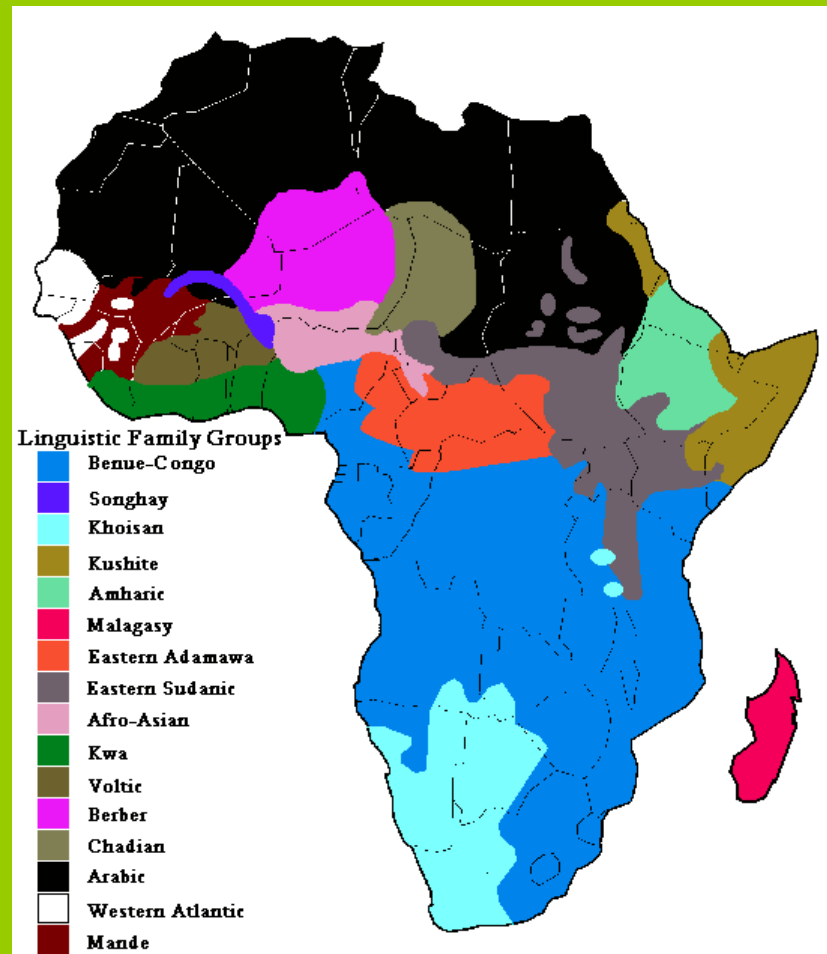 Linguistic Family Groups
Benue-Congo
Songhay
Khoisan
Kushite
Amharic
Malagasy
Eastern Adamawa
Eastern Sudanic
Afro-Asian
Kwa
Voltic
Berber
Chadian
Arabic
Western Atlantic
Mande